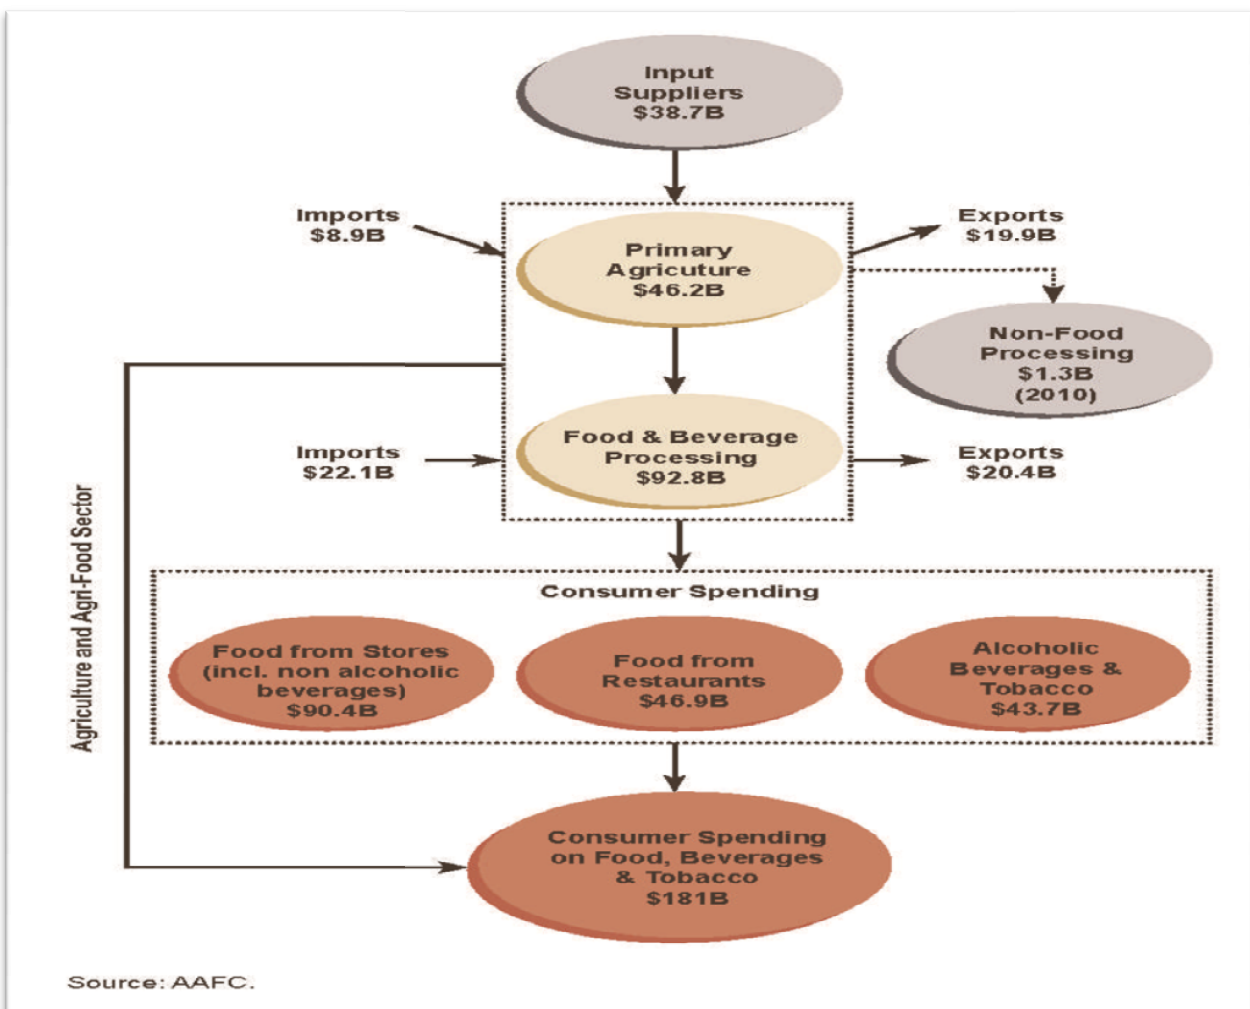 Input
Suppliers
$38.7B
Imports
$8.9B
Exports
$19.9B
Primary
Agricuture
$46.2B
Non-Food
Processing
$1.3B
(2010)
Food & Beverage
Processing
$92.8B
Imports
$22.1B
Exports
$20.4B
Agriculture and Agri-Food Sector
Consumer Spending
Food from Stores
(incl. non alcoholic
beverages)
$90.4B
Food from
Restaurants
$46.9B
Alcoholic
Beverages &
Tobacco
$43.7B
Consumer Spending
on Food, Beverages
& Tobacco
$181B
Source: AAFC.